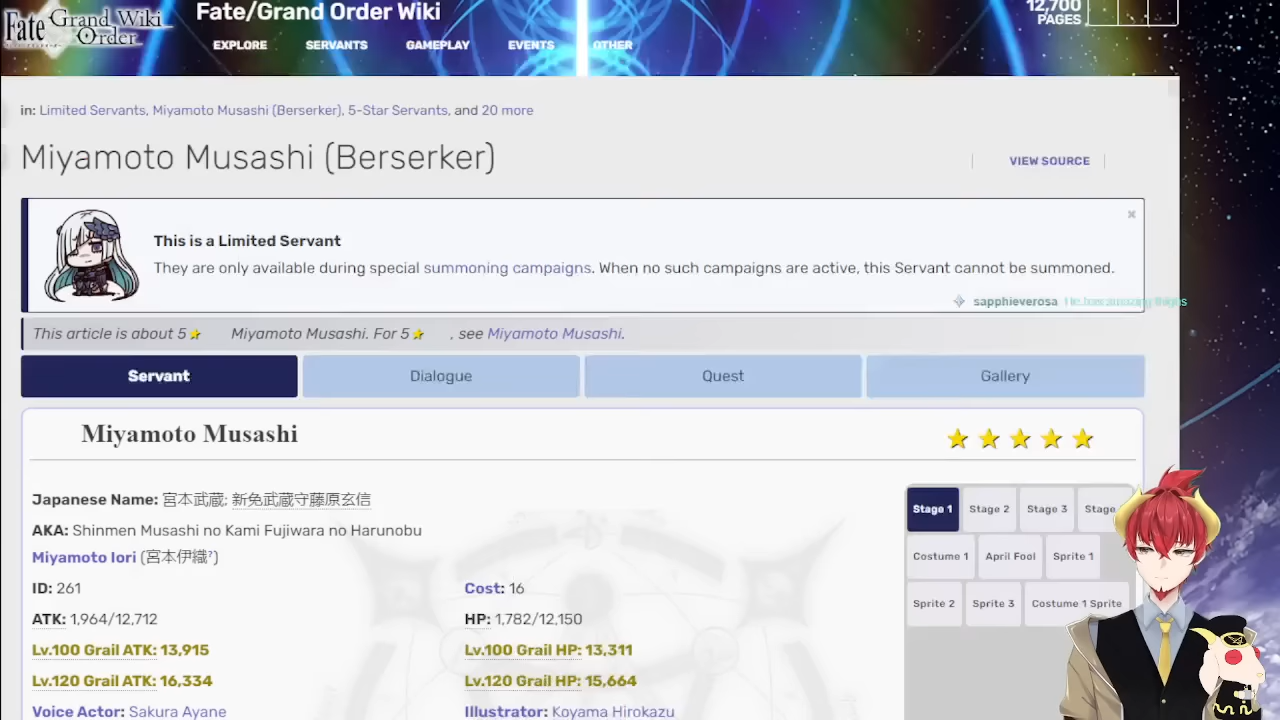 Fate Grand Wiki
Order
Fate/Grand Order Wiki
12,700
PAGES
EXPLORE SERVANTS GAMEPLAY EVENTS OTHER
in: Limited Servants, Miyamoto Musashi (Berserker), 5-Star Servants, and 20 more
Miyamoto Musashi (Berserker)
VIEW SOURCE
This is a Limited Servant
They are only available during special summoning campaigns. When no such campaigns are active, this Servant cannot be summoned.
sapphieverosa
This article is about 5★ Miyamoto Musashi. For 5★ , see Miyamoto Musashi.
Servant Dialogue Quest Gallery
Miyamoto Musashi
Japanese Name: 宮本武蔵; 新免武蔵守藤原玄信
AKA: Shinmen Musashi no Kami Fujiwara no Harunobu
Miyamoto Iori (宮本伊織?)
ID: 261 Cost: 16
ATK: 1,964/12,712 HP: 1,782/12,150
Lv.100 Grail ATK: 13,915 Lv.100 Grail HP: 13,311
Lv.120 Grail ATK: 16,334 Lv.120 Grail HP: 15,664
Voice Actor: Sakura Ayane Illustrator: Koyama Hirokazu
Stage 1 Stage 2 Stage 3 Stage
Costume 1 April Fool Sprite 1
Sprite 2 Sprite 3 Costume 1 Sprite